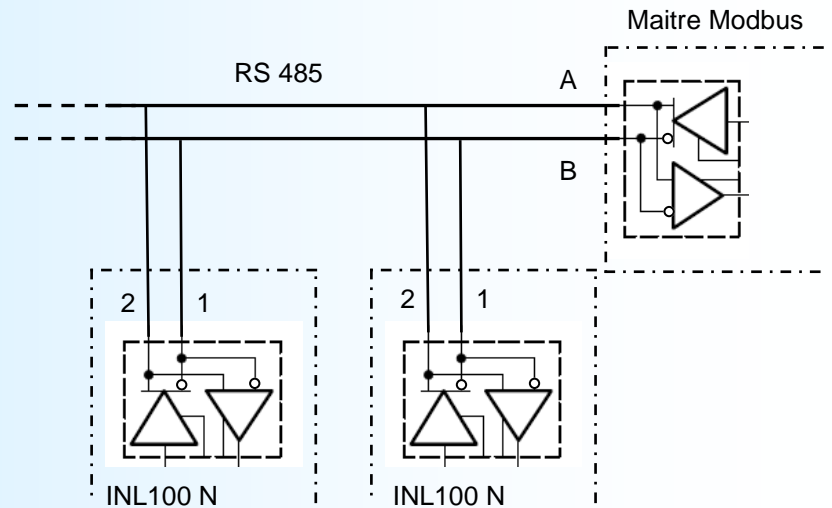 Maitre Modbus
RS 485
A
B
2 1
2 1
INL100 N
INL100 N